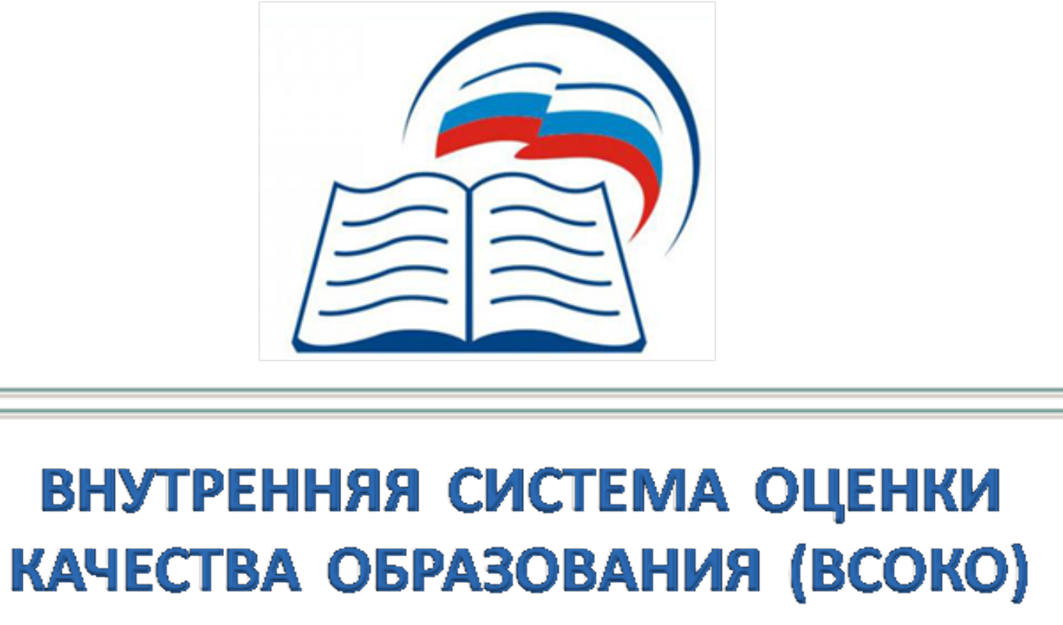 ВНУТРЕННЯЯ СИСТЕМА ОЦЕНКИ
КАЧЕСТВА ОБРАЗОВАНИЯ (ВСОКО)